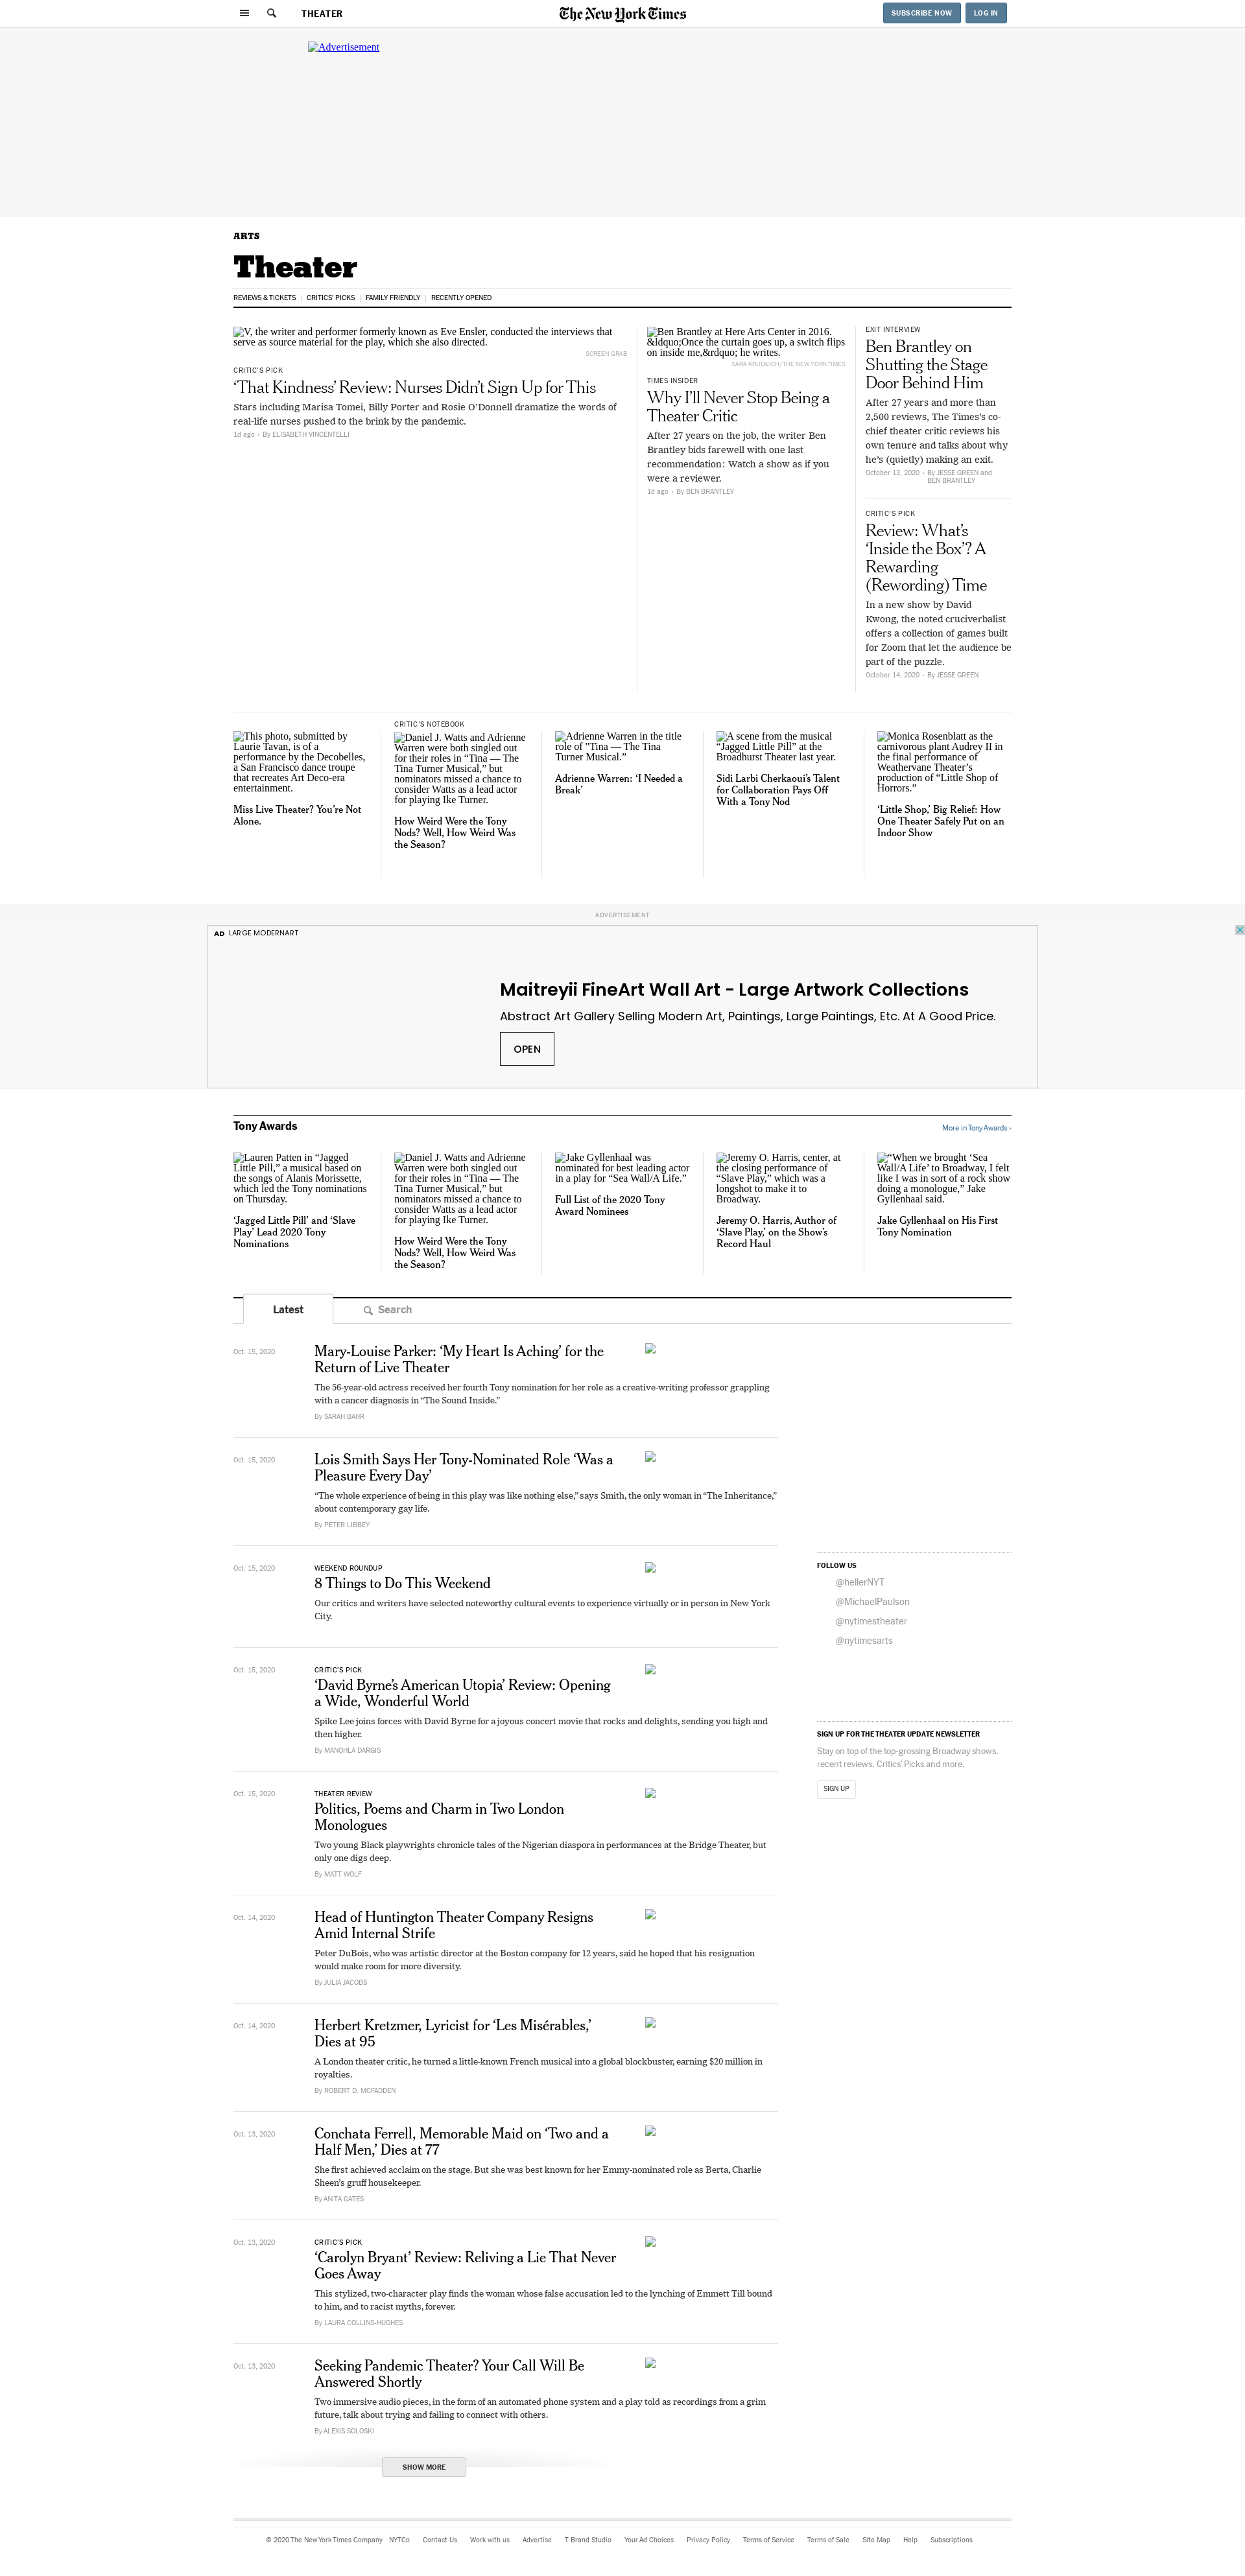 THEATER
The New York Times
SUBSCRIBE NOW
LOG IN
Advertisement
ARTS
Theater
REVIEWS & TICKETS
CRITICS' PICKS
FAMILY FRIENDLY
RECENTLY OPENED
V, the writer and performer formerly known as Eve Ensler, conducted the interviews that
serve as source material for the play, which she also directed.
SCREEN GRAB
CRITIC'S PICK
‘That Kindness’ Review: Nurses Didn’t Sign Up for This
Stars including Marisa Tomei, Billy Porter and Rosie O’Donnell dramatize the words of
real-life nurses pushed to the brink by the pandemic.
1d ago • By ELISABETH VINCENTELLI
Ben Brantley at Here Arts Center in 2016.
&ldquo;Once the curtain goes up, a switch flips
on inside me,&rdquo; he writes.
SARA KRULWICH/THE NEW YORK TIMES
TIMES INSIDER
Why I’ll Never Stop Being a
Theater Critic
After 27 years on the job, the writer Ben
Brantley bids farewell with one last
recommendation: Watch a show as if you
were a reviewer.
1d ago • By BEN BRANTLEY
EXIT INTERVIEW
Ben Brantley on
Shutting the Stage
Door Behind Him
After 27 years and more than
2,500 reviews, The Times’s co-
chief theater critic reviews his
own tenure and talks about why
he’s (quietly) making an exit.
October 13, 2020 • By JESSE GREEN and
BEN BRANTLEY
CRITIC'S PICK
Review: What’s
‘Inside the Box’? A
Rewarding
(Rewording) Time
In a new show by David
Kwong, the noted cruciverbalist
offers a collection of games built
for Zoom that let the audience be
part of the puzzle.
October 14, 2020 • By JESSE GREEN
This photo, submitted by
Laurie Tavan, is of a
performance by the Decobelles,
a San Francisco dance troupe
that recreates Art Deco-era
entertainment.
Miss Live Theater? You’re Not
Alone.
CRITIC'S NOTEBOOK
Daniel J. Watts and Adrienne
Warren were both singled out
for their roles in “Tina — The
Tina Turner Musical,” but
nominators missed a chance to
consider Watts as a lead actor
for playing Ike Turner.
How Weird Were the Tony
Nods? Well, How Weird Was
the Season?
Adrienne Warren in the title
role of "Tina — The Tina
Turner Musical.”
Adrienne Warren: ‘I Needed a
Break’
A scene from the musical
“Jagged Little Pill” at the
Broadhurst Theater last year.
Sidi Larbi Cherkaoui’s Talent
for Collaboration Pays Off
With a Tony Nod
Monica Rosenblatt as the
carnivorous plant Audrey II in
the final performance of
Weathervane Theater’s
production of “Little Shop of
Horrors.”
‘Little Shop,’ Big Relief: How
One Theater Safely Put on an
Indoor Show
ADVERTISEMENT
AD LARGE MODERNART
Maitreyii FineArt Wall Art - Large Artwork Collections
Abstract Art Gallery Selling Modern Art, Paintings, Large Paintings, Etc. At A Good Price.
OPEN
Tony Awards
More in Tony Awards ›
Lauren Patten in “Jagged
Little Pill,” a musical based on
the songs of Alanis Morissette,
which led the Tony nominations
on Thursday.
‘Jagged Little Pill’ and ‘Slave
Play’ Lead 2020 Tony
Nominations
Daniel J. Watts and Adrienne
Warren were both singled out
for their roles in “Tina — The
Tina Turner Musical,” but
nominators missed a chance to
consider Watts as a lead actor
for playing Ike Turner.
How Weird Were the Tony
Nods? Well, How Weird Was
the Season?
Jake Gyllenhaal was
nominated for best leading actor
in a play for “Sea Wall/A Life.”
Full List of the 2020 Tony
Award Nominees
Jeremy O. Harris, center, at
the closing performance of
“Slave Play,” which was a
longshot to make it to
Broadway.
Jeremy O. Harris, Author of
‘Slave Play,’ on the Show’s
Record Haul
“When we brought ‘Sea
Wall/A Life’ to Broadway, I felt
like I was in sort of a rock show
doing a monologue,” Jake
Gyllenhaal said.
Jake Gyllenhaal on His First
Tony Nomination
Latest
Search
Oct. 15, 2020
Mary-Louise Parker: ‘My Heart Is Aching’ for the
Return of Live Theater
The 56-year-old actress received her fourth Tony nomination for her role as a creative-writing professor grappling
with a cancer diagnosis in “The Sound Inside.”
By SARAH BAHR
Oct. 15, 2020
Lois Smith Says Her Tony-Nominated Role ‘Was a
Pleasure Every Day’
“The whole experience of being in this play was like nothing else,” says Smith, the only woman in “The Inheritance,”
about contemporary gay life.
By PETER LIBBEY
Oct. 15, 2020
WEEKEND ROUNDUP
8 Things to Do This Weekend
Our critics and writers have selected noteworthy cultural events to experience virtually or in person in New York
City.
Oct. 15, 2020
CRITIC'S PICK
‘David Byrne’s American Utopia’ Review: Opening
a Wide, Wonderful World
Spike Lee joins forces with David Byrne for a joyous concert movie that rocks and delights, sending you high and
then higher.
By MANOHLA DARGIS
Oct. 15, 2020
THEATER REVIEW
Politics, Poems and Charm in Two London
Monologues
Two young Black playwrights chronicle tales of the Nigerian diaspora in performances at the Bridge Theater, but
only one digs deep.
By MATT WOLF
Oct. 14, 2020
Head of Huntington Theater Company Resigns
Amid Internal Strife
Peter DuBois, who was artistic director at the Boston company for 12 years, said he hoped that his resignation
would make room for more diversity.
By JULIA JACOBS
Oct. 14, 2020
Herbert Kretzmer, Lyricist for ‘Les Misérables,’
Dies at 95
A London theater critic, he turned a little-known French musical into a global blockbuster, earning $20 million in
royalties.
By ROBERT D. MCFADDEN
Oct. 13, 2020
Conchata Ferrell, Memorable Maid on ‘Two and a
Half Men,’ Dies at 77
She first achieved acclaim on the stage. But she was best known for her Emmy-nominated role as Berta, Charlie
Sheen's gruff housekeeper.
By ANITA GATES
Oct. 13, 2020
CRITIC'S PICK
‘Carolyn Bryant’ Review: Reliving a Lie That Never
Goes Away
This stylized, two-character play finds the woman whose false accusation led to the lynching of Emmett Till bound
to him, and to racist myths, forever.
By LAURA COLLINS-HUGHES
Oct. 13, 2020
Seeking Pandemic Theater? Your Call Will Be
Answered Shortly
Two immersive audio pieces, in the form of an automated phone system and a play told as recordings from a grim
future, talk about trying and failing to connect with others.
By ALEXIS SOLOSKI
SHOW MORE
FOLLOW US
@hellerNYT
@MichaelPaulson
@nytimestheater
@nytimesarts
SIGN UP FOR THE THEATER UPDATE NEWSLETTER
Stay on top of the top-grossing Broadway shows,
recent reviews, Critics’ Picks and more.
SIGN UP
© 2020 The New York Times Company NYTCo Contact Us Work with us Advertise T Brand Studio Your Ad Choices Privacy Policy Terms of Service Terms of Sale Site Map Help Subscriptions